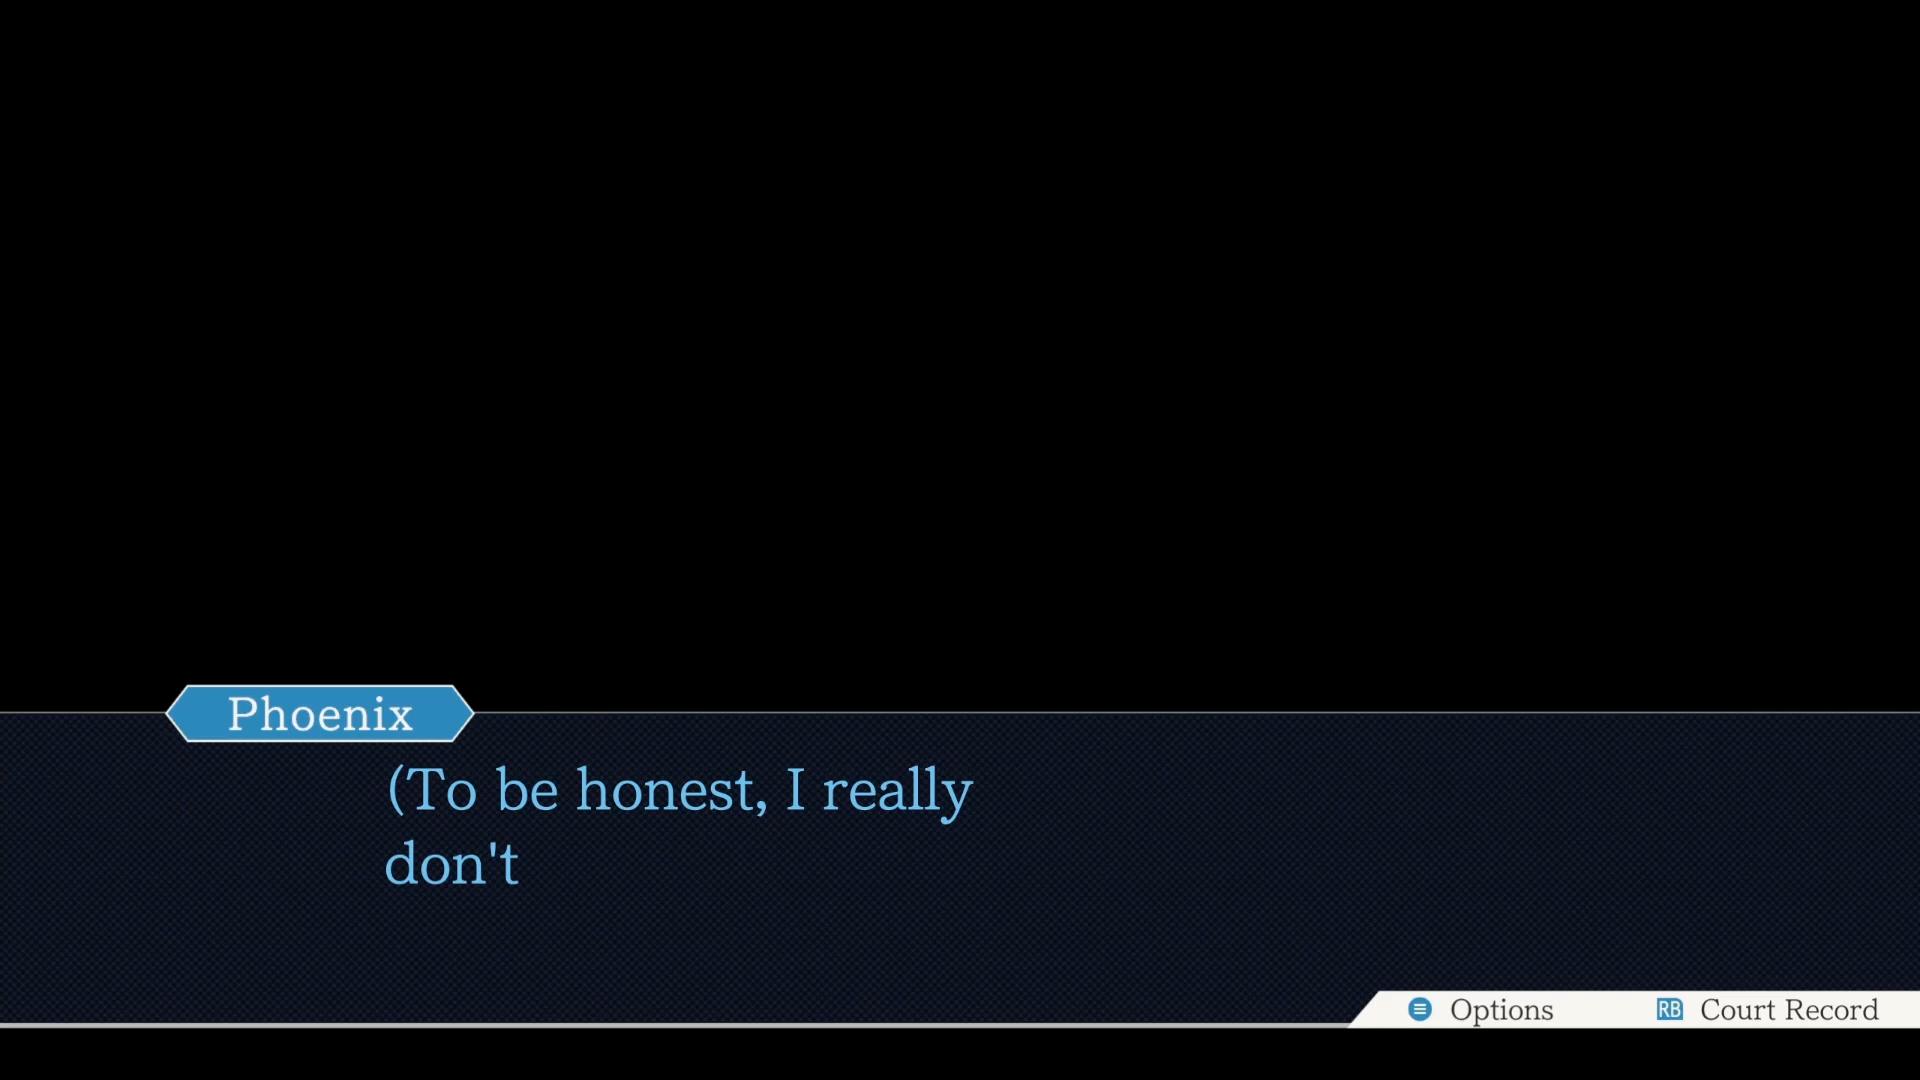 Phoenix
(To be honest, I really
don't
Options
RB Court Record